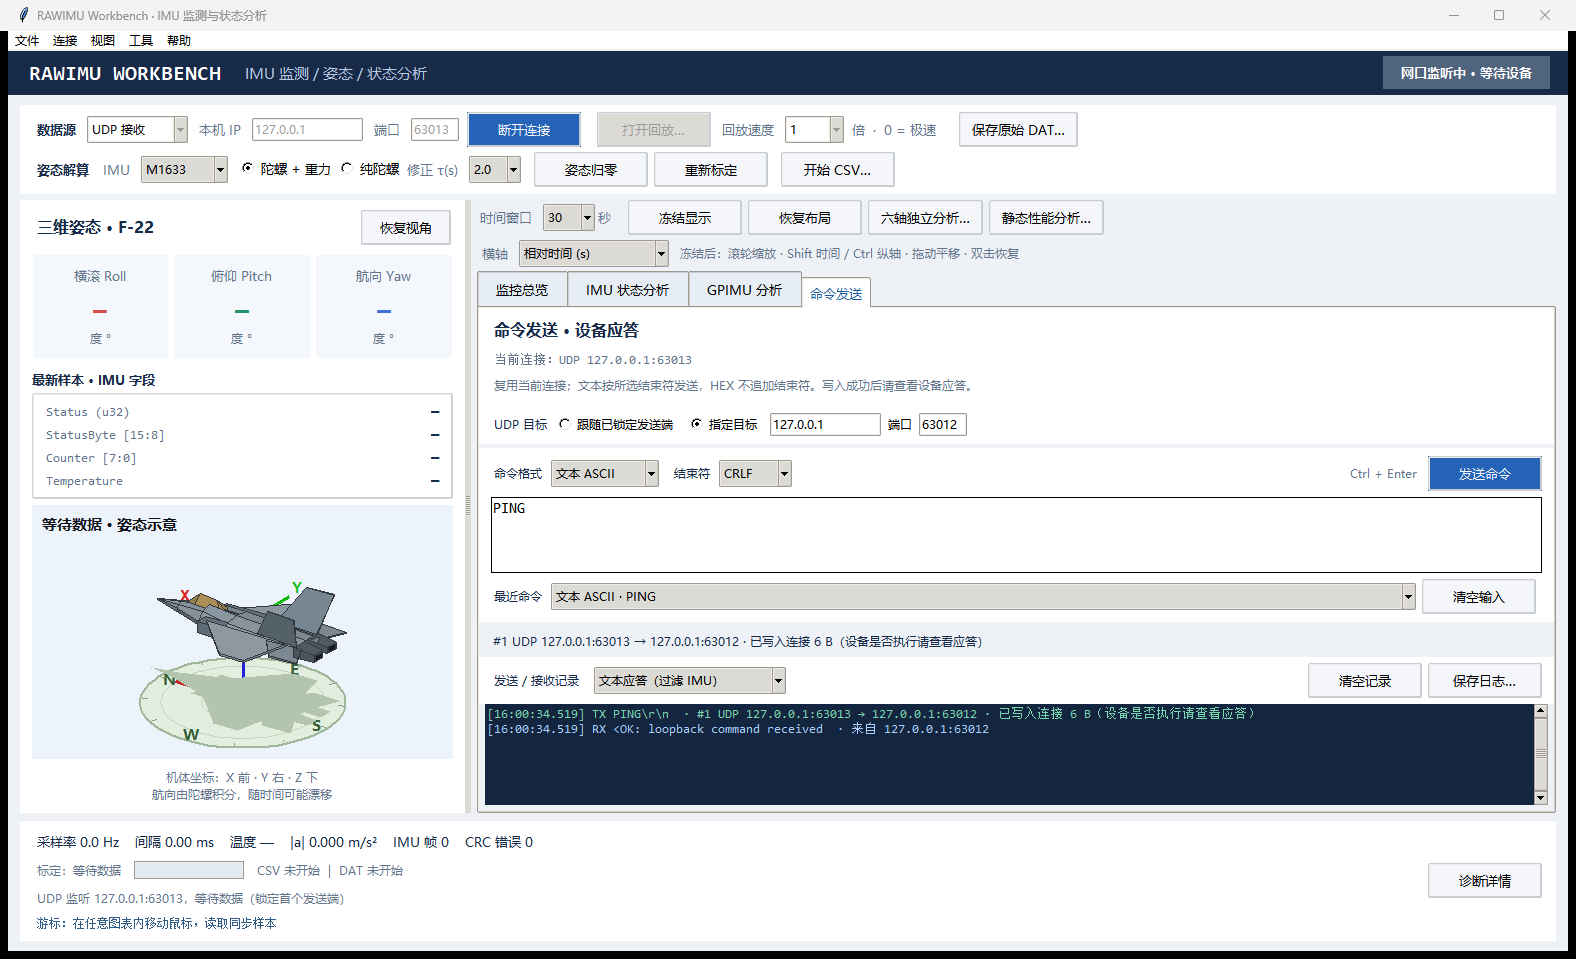 RAWIMU Workbench · IMU 监测与状态分析
文件 连接 视图 工具 帮助
RAWIMU WORKBENCH IMU 监测 / 姿态 / 状态分析 网口监听中 • 等待设备
数据源 UDP 接收 本机 IP 127.0.0.1 端口 63013 断开连接 打开回放... 回放速度 1 倍 · 0 = 极速 保存原始 DAT...
姿态解算 IMU M1633 陀螺 + 重力 纯陀螺 修正 τ(s) 2.0 姿态归零 重新标定 开始 CSV...
三维姿态 • F-22 恢复视角
横滚 Roll 俯仰 Pitch 航向 Yaw
— — —
度 ° 度 ° 度 °
最新样本 • IMU 字段
Status (u32) —
StatusByte [15:8] —
Counter [7:0] —
Temperature —
等待数据 • 姿态示意
X Y
N E
W S
机体坐标：X 前 · Y 右 · Z 下
航向由陀螺积分，随时间可能漂移
时间窗口 30 秒 冻结显示 恢复布局 六轴独立分析... 静态性能分析...
横轴 相对时间 (s) 冻结后：滚轮缩放 · Shift 时间 / Ctrl 纵轴 · 拖动平移 · 双击恢复
监控总览 IMU 状态分析 GPIMU 分析 命令发送
命令发送 • 设备应答
当前连接：UDP 127.0.0.1:63013
复用当前连接；文本按所选结束符发送，HEX 不追加结束符。写入成功后请查看设备应答。
UDP 目标 跟随已锁定发送端 指定目标 127.0.0.1 端口 63012
命令格式 文本 ASCII 结束符 CRLF Ctrl + Enter 发送命令
PING
最近命令 文本 ASCII · PING 清空输入
#1 UDP 127.0.0.1:63013 → 127.0.0.1:63012 · 已写入连接 6 B（设备是否执行请查看应答）
发送 / 接收记录 文本应答（过滤 IMU） 清空记录 保存日志...
[16:00:34.519] TX PING\r\n · #1 UDP 127.0.0.1:63013 → 127.0.0.1:63012 · 已写入连接 6 B（设备是否执行请查看应答）
[16:00:34.519] RX <OK: loopback command received · 来自 127.0.0.1:63012
采样率 0.0 Hz 间隔 0.00 ms 温度 — |a| 0.000 m/s² IMU 帧 0 CRC 错误 0
标定：等待数据 CSV 未开始 | DAT 未开始
UDP 监听 127.0.0.1:63013，等待数据（锁定首个发送端）
游标：在任意图表内移动鼠标，读取同步样本
诊断详情